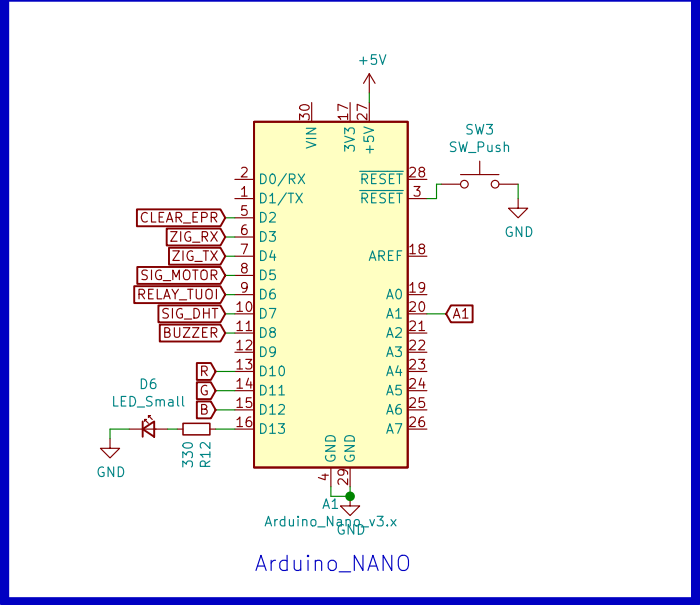 +5V
30
17
27
VIN
3V3
+5V
SW3
SW_Push
2
D0/RX
RESET
28
1
D1/TX
RESET
3
CLEAR_EPR
5
D2
GND
ZIG_RX
6
D3
ZIG_TX
7
D4
AREF
18
SIG_MOTOR
8
D5
RELAY_TUOI
9
D6
A0
19
SIG_DHT
10
D7
A1
20
A1
BUZZER
11
D8
A2
21
12
D9
A3
22
R
13
D10
A4
23
G
14
D11
A5
24
B
15
D12
A6
25
D6
LED_Small
16
D13
A7
26
330
R12
GND
GND
GND
4
29
A1
Arduino_Nano_v3.x
GND
Arduino_NANO